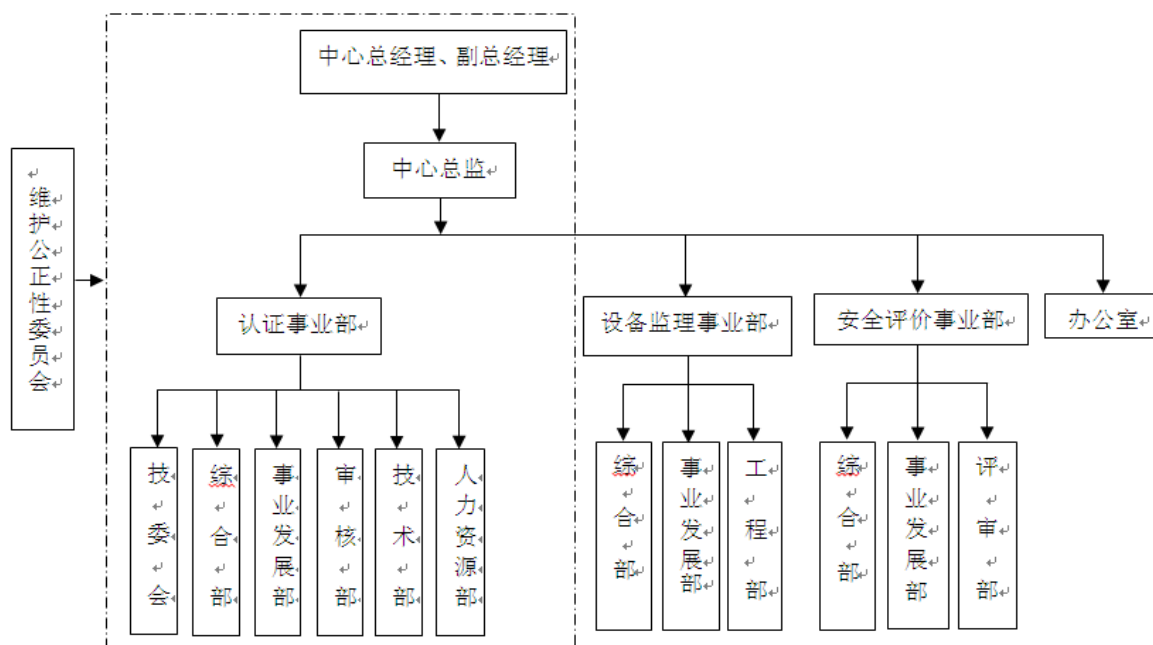 中心总经理、副总经理
中心总监
维护公正性委员会
认证事业部
设备监理事业部
安全评价事业部
办公室
技委会
综合部
事业发展部
审核部
技术部
人力资源部
综合部
事业发展部
工程部
综合部
事业发展部
评审部